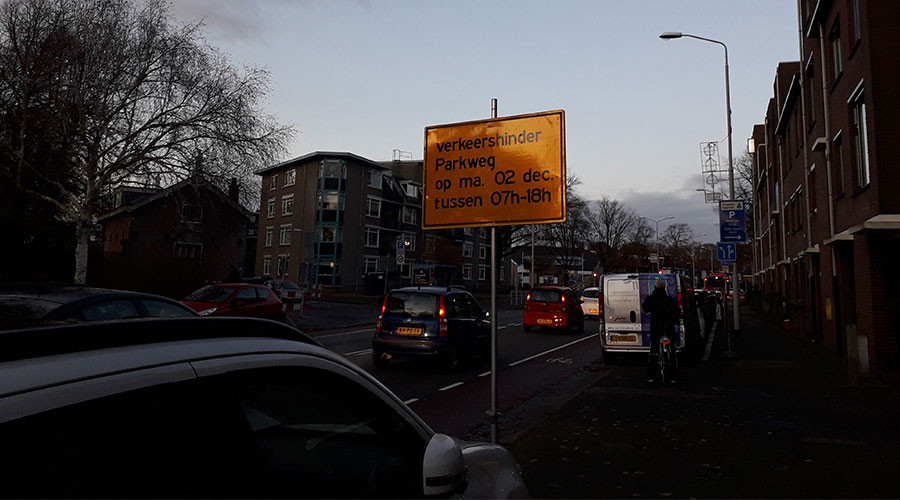 Verkeershinder
Parkweg
op ma. 02 dec.
tussen 07h-18h
P